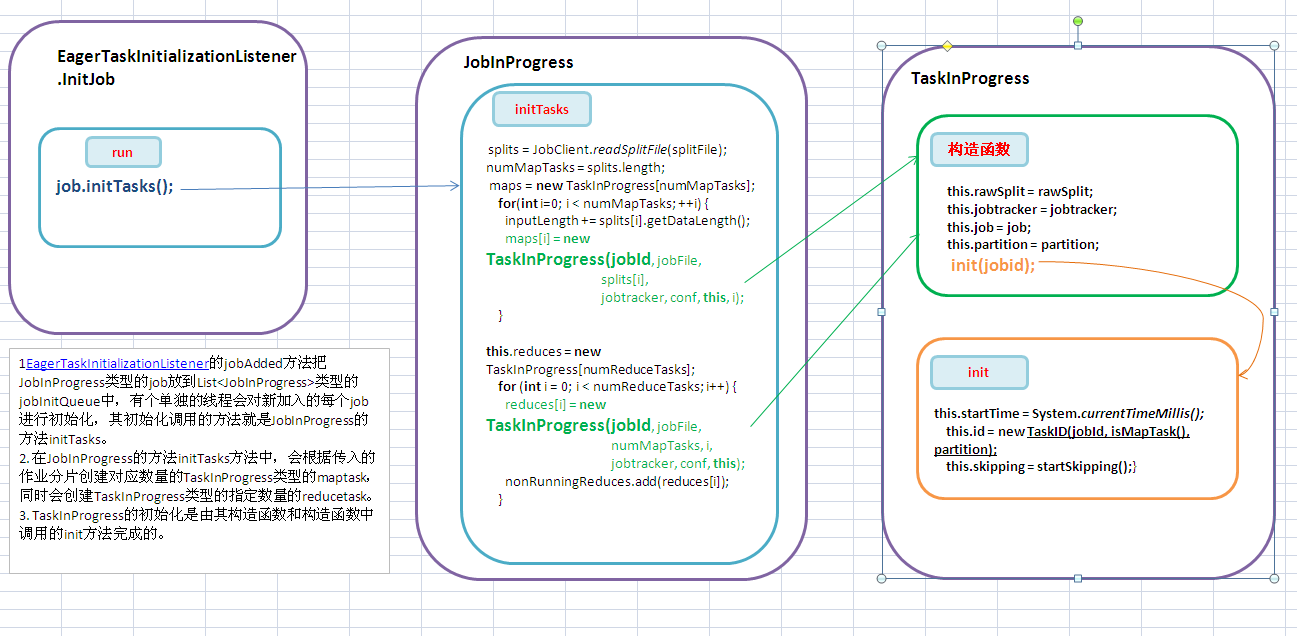 EagerTaskInitializationListener
.InitJob
run
job.initTasks();
1EagerTaskInitializationListener的jobAdded方法把
JobInProgress类型的job放到List<JobInProgress>类型的
jobInitQueue中，有个单独的线程会对新加入的每个job
进行初始化，其初始化调用的方法就是JobInProgress的
方法initTasks。
2. 在JobInProgress的方法initTasks方法中，会根据传入的
作业分片创建对应数量的TaskInProgress类型的maptask,
同时会创建TaskInProgress类型的指定数量的reducetask。
3. TaskInProgress的初始化是由其构造函数和构造函数中
调用的init方法完成的。
JobInProgress
initTasks
splits = JobClient.readSplitFile(splitFile);
numMapTasks = splits.length;
maps = new TaskInProgress[numMapTasks];
for(int i=0; i < numMapTasks; ++i) {
inputLength += splits[i].getDataLength();
maps[i] = new
TaskInProgress(jobId, jobFile,
splits[i],
jobtracker, conf, this, i);
}
this.reduces = new
TaskInProgress[numReduceTasks];
for (int i = 0; i < numReduceTasks; i++) {
reduces[i] = new
TaskInProgress(jobId, jobFile,
numMapTasks, i,
jobtracker, conf, this);
nonRunningReduces.add(reduces[i]);
}
TaskInProgress
构造函数
this.rawSplit = rawSplit;
this.jobtracker = jobtracker;
this.job = job;
this.partition = partition;
init(jobid);
init
this.startTime = System.currentTimeMillis();
this.id = new TaskID(jobId, isMapTask(),
partition);
this.skipping = startSkipping();}